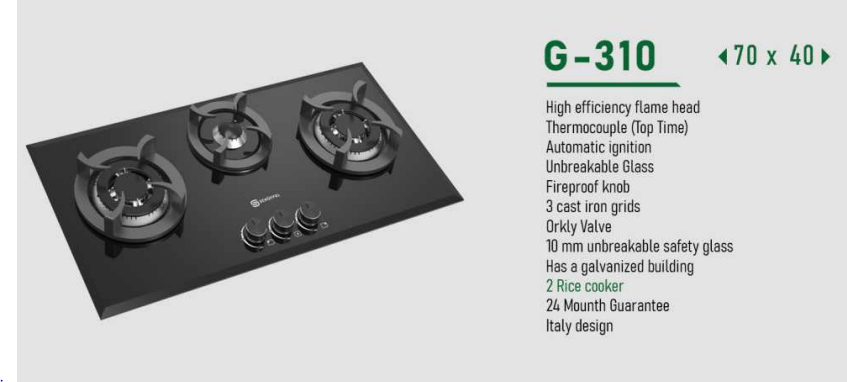 G-310
70 x 40
High efficiency flame head
Thermocouple (Top Time)
Automatic ignition
Unbreakable Glass
Fireproof knob
3 cast iron grids
Orkly Valve
10 mm unbreakable safety glass
Has a galvanized building
2 Rice cooker
24 Mounth Guarantee
Italy design